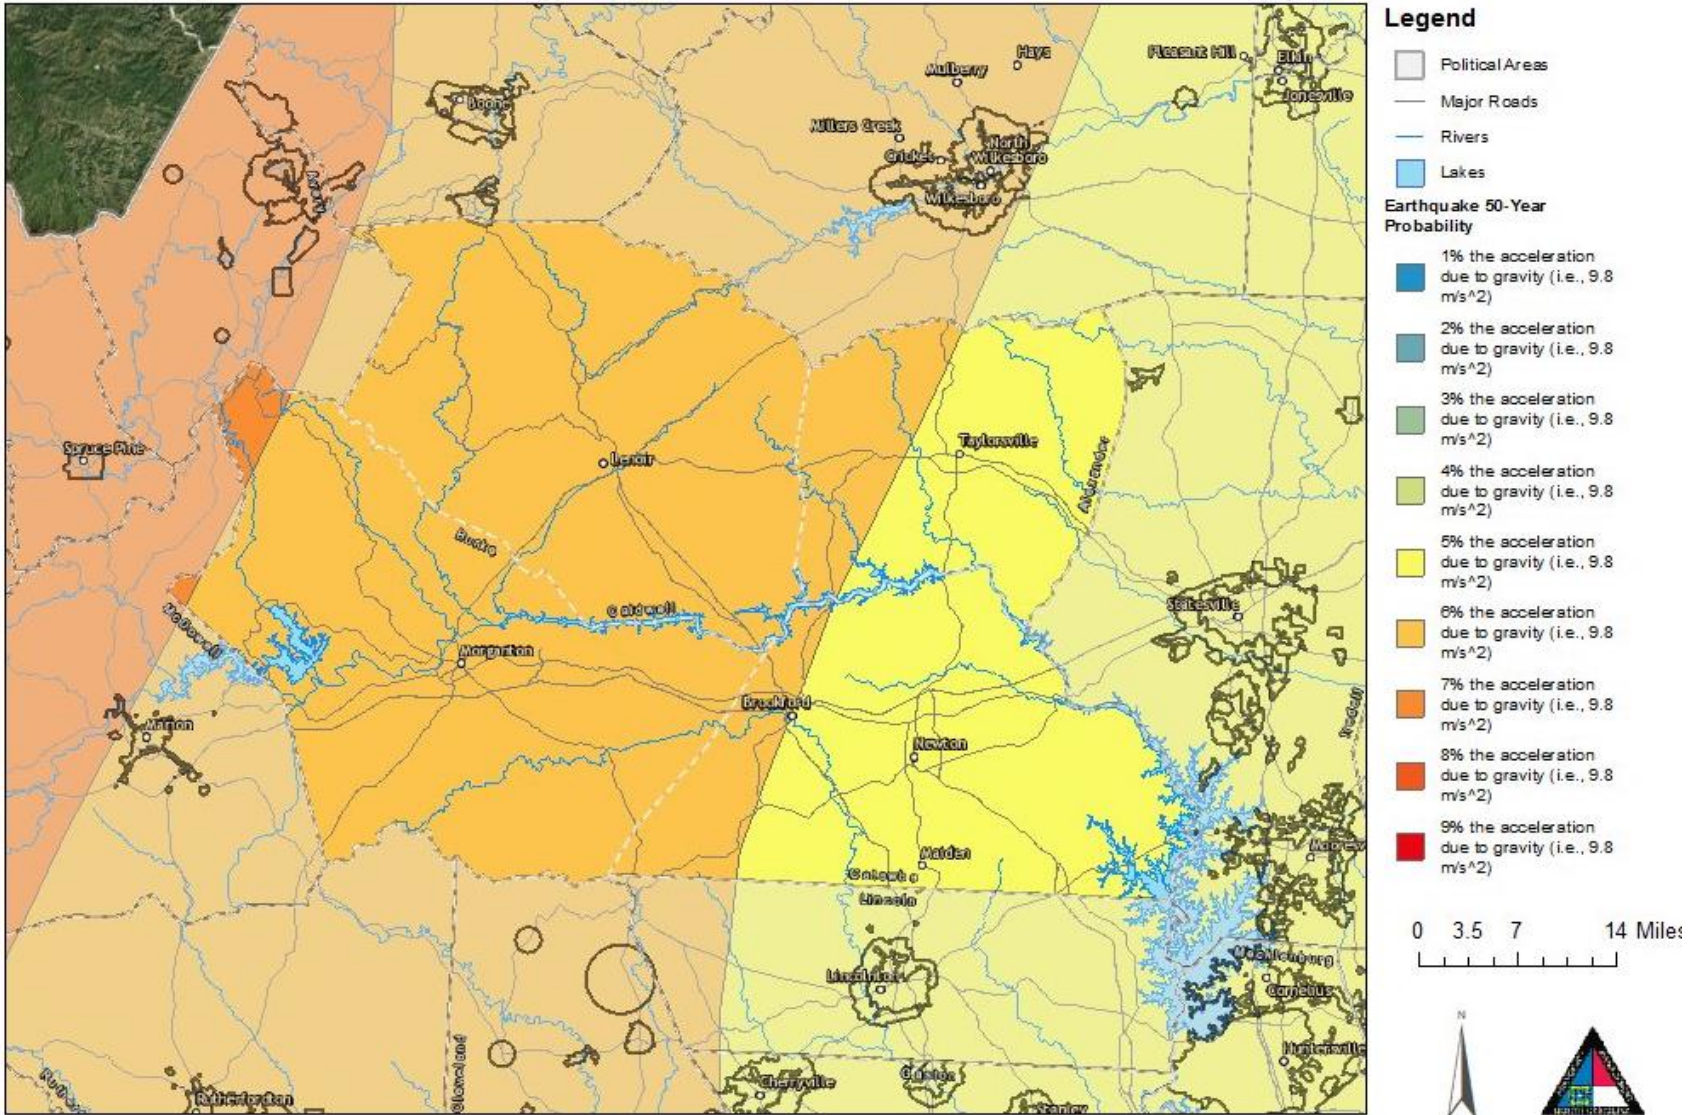 Legend
Political Areas
Major Roads
Rivers
Lakes
Earthquake 50-Year
Probability
1% the acceleration
due to gravity (i.e., 9.8
m/s^2)
2% the acceleration
due to gravity (i.e., 9.8
m/s^2)
3% the acceleration
due to gravity (i.e., 9.8
m/s^2)
4% the acceleration
due to gravity (i.e., 9.8
m/s^2)
5% the acceleration
due to gravity (i.e., 9.8
m/s^2)
6% the acceleration
due to gravity (i.e., 9.8
m/s^2)
7% the acceleration
due to gravity (i.e., 9.8
m/s^2)
8% the acceleration
due to gravity (i.e., 9.8
m/s^2)
9% the acceleration
due to gravity (i.e., 9.8
m/s^2)
0 3.5 7 14 Miles
N
Hays
Pleasant Hill
Elkin
Mulberry
Jonesville
Boone
Millers Creek
Cricket
North
Wilkesboro
Wilkesboro
Avery
Spruce Pine
Lenoir
Taylorsville
Alexander
Burke
Caldwell
Statesville
McDowell
Morganton
Marion
Brookford
Iredell
Newton
Maiden
Catawba
Lincoln
Mooresv
Lincolnton
Mecklenburg
Cornelius
Huntersville
Cleveland
Ruther
Rutherfordton
Cherryville
Gaston
Stanley